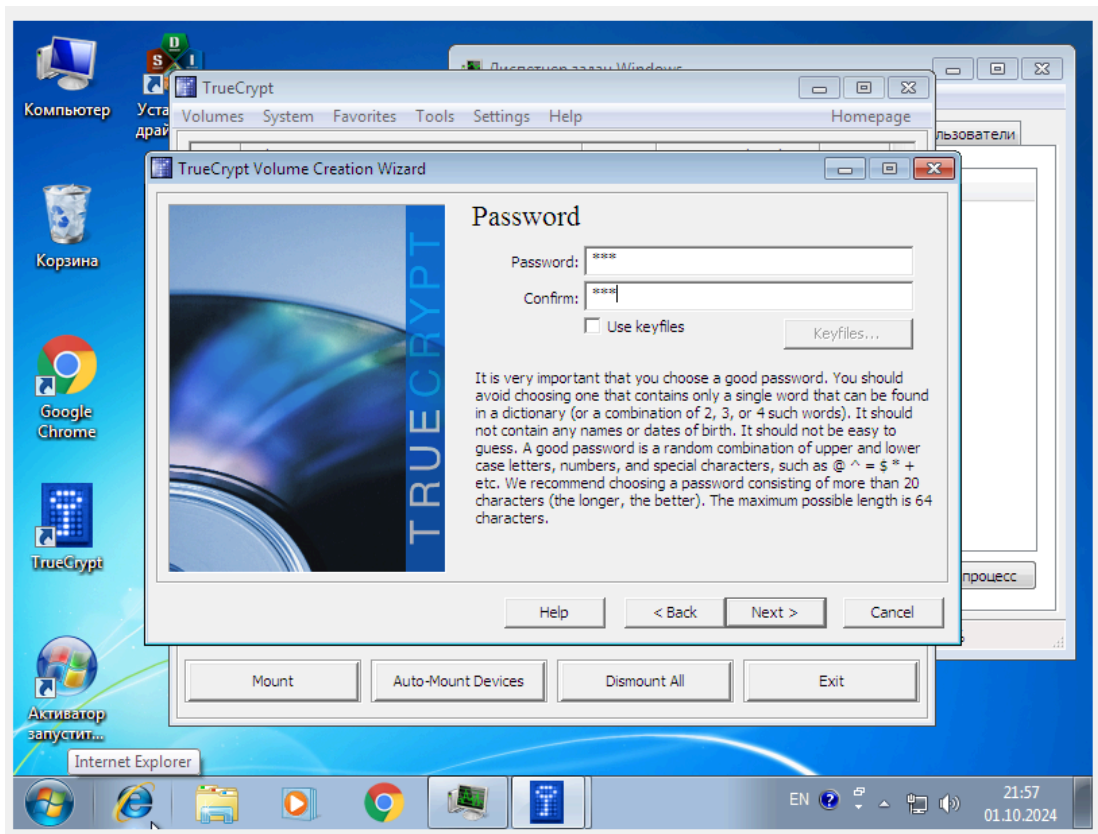 Диспетчер задач Windows
TrueCrypt
Volumes System Favorites Tools Settings Help Homepage
TrueCrypt Volume Creation Wizard
Компьютер
D
S I
Корзина
Google
Chrome
TrueCrypt
Активатор
запустит...
TRUECRYPT
Password
Password: ***
Confirm: ***
Use keyfiles
Keyfiles...
It is very important that you choose a good password. You should
avoid choosing one that contains only a single word that can be found
in a dictionary (or a combination of 2, 3, or 4 such words). It should
not contain any names or dates of birth. It should not be easy to
guess. A good password is a random combination of upper and lower
case letters, numbers, and special characters, such as @ ^ = $ * +
etc. We recommend choosing a password consisting of more than 20
characters (the longer, the better). The maximum possible length is 64
characters.
Help < Back Next > Cancel
процесс
Mount Auto-Mount Devices Dismount All Exit
Internet Explorer
EN 21:57
01.10.2024